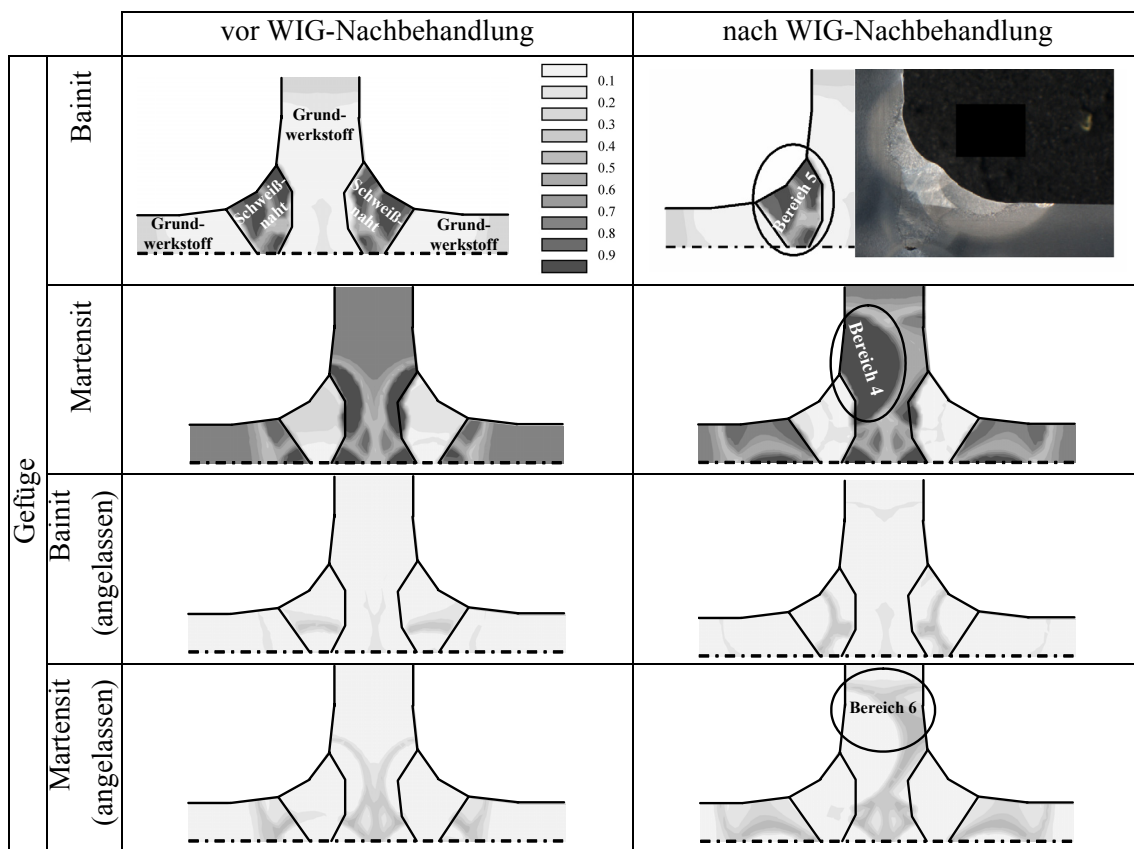 vor WIG-Nachbehandlung
nach WIG-Nachbehandlung
Gefüge
Bainit
Grund-
werkstoff
Schweiß-
naht
Schweiß-
naht
Grund-
werkstoff
Grund-
werkstoff
0.1
0.2
0.3
0.4
0.5
0.6
0.7
0.8
0.9
Bereich 5
Martensit
Bereich 4
Bainit
(angelassen)
Martensit
(angelassen)
Bereich 6